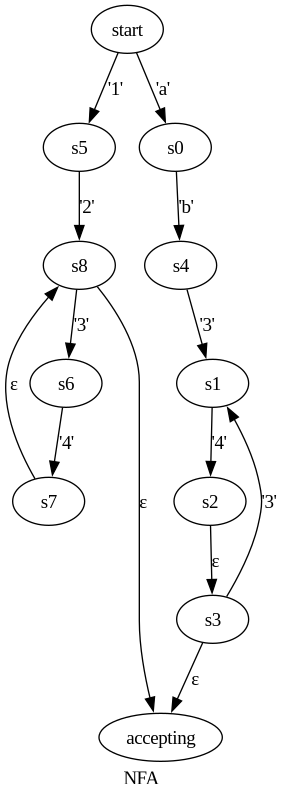 start
'1' 'a'
s5 s0
'2' 'b'
s8 s4
'3' '3'
s6 s1
ε '4' '4'
s7 s2
ε ε '3'
s3
ε
accepting
NFA